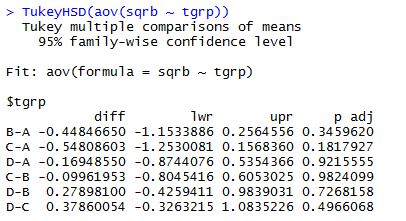 > TukeyHSD(aov(sqrb ~ tgrp))
  Tukey multiple comparisons of means
    95% family-wise confidence level

Fit: aov(formula = sqrb ~ tgrp)

$tgrp
           diff        lwr       upr     p adj
B-A -0.44846650 -1.1533886 0.2564556 0.3459620
C-A -0.54808603 -1.2530081 0.1568360 0.1817927
D-A -0.16948550 -0.8744076 0.5354366 0.9215555
C-B -0.09961953 -0.8045416 0.6053025 0.9824099
D-B  0.27898100 -0.4259411 0.9839031 0.7268158
D-C  0.37860054 -0.3263215 1.0835226 0.4966068